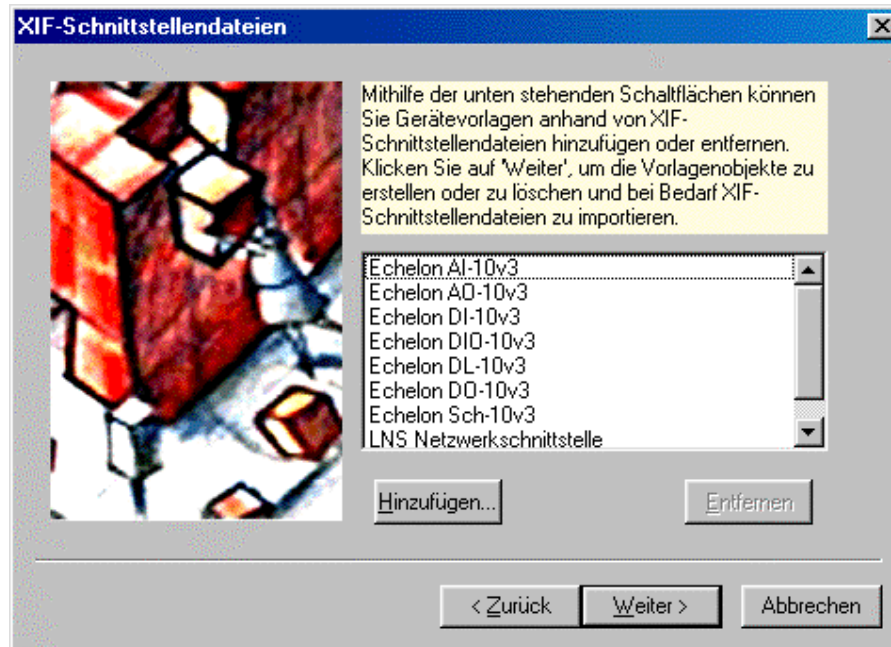 XIF-Schnittstellendateien
Mithilfe der unten stehenden Schaltflächen können
Sie Gerätevorlagen anhand von XIF-
Schnittstellendateien hinzufügen oder entfernen.
Klicken Sie auf 'Weiter', um die Vorlagenobjekte zu
erstellen oder zu löschen und bei Bedarf XIF-
Schnittstellendateien zu importieren.
Echelon AI-10v3
Echelon AO-10v3
Echelon DI-10v3
Echelon DIO-10v3
Echelon DL-10v3
Echelon DO-10v3
Echelon Sch-10v3
LNS Netzwerkschnittstelle
Hinzufügen... Entfernen
< Zurück Weiter > Abbrechen